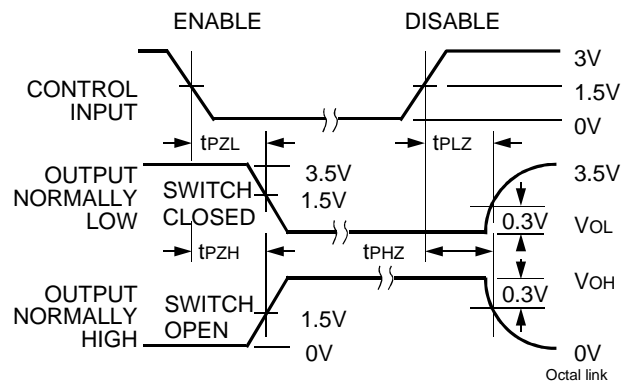 ENABLE DISABLE
CONTROL
INPUT
3V
1.5V
0V
tPZL
tPLZ
OUTPUT
NORMALLY
LOW
SWITCH
CLOSED
3.5V
1.5V
3.5V
0.3V
VOL
tPZH
tPHZ
OUTPUT
NORMALLY
HIGH
SWITCH
OPEN
1.5V
0V
0.3V
VOH
0V
Octal link